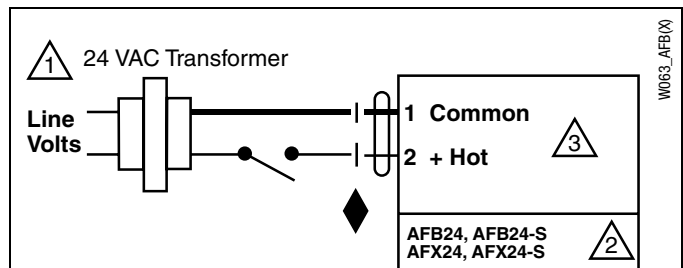 1 24 VAC Transformer
Line
Volts
1 Common
2 + Hot
3
AFB24, AFB24-S
AFX24, AFX24-S
2
W063_AFB(X)